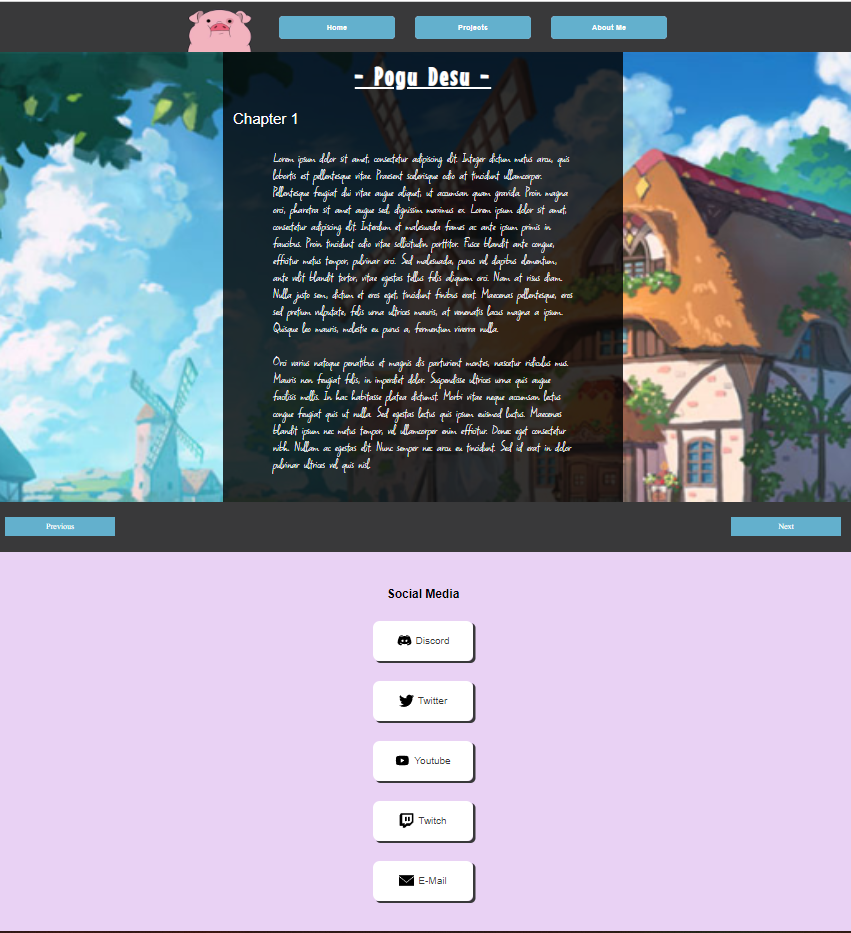 Home
Projects
About Me
- Pogu Desu -
Chapter 1
Lorem ipsum dolor sit amet, consectetur adipiscing elit. Integer dictum metus arcu, quis
lobortis est pellentesque vitae. Praesent scelerisque odio at tincidunt ullamcorper.
Pellentesque feugiat dui vitae augue aliquet, ut accumsan quam gravida. Proin magna
orci, pharetra sit amet augue sed, dignissim maximus ex. Lorem ipsum dolor sit amet,
consectetur adipiscing elit. Interdum et malesuada fames ac ante ipsum primis in
faucibus. Proin tincidunt odio vitae sollicitudin porttitor. Fusce blandit ante congue,
efficitur metus tempor, pulvinar orci. Sed malesuada, purus vel dapibus elementum,
ante velit blandit tortor, vitae egestas tellus felis aliquam orci. Nam at risus diam.
Nulla justo sem, dictum et eros eget, tincidunt finibus erat. Maecenas pellentesque, eros
sed pretium vulputate, felis urna ultrices mauris, at venenatis lacus magna a ipsum.
Quisque leo mauris, molestie eu purus a, fermentum viverra nulla.
Orci varius natoque penatibus et magnis dis parturient montes, nascetur ridiculus mus.
Mauris non feugiat felis, in imperdiet dolor. Suspendisse ultrices urna quis augue
facilisis mollis. In hac habitasse platea dictumst. Morbi vitae neque accumsan lectus
congue feugiat quis ut nulla. Sed egestas lectus quis ipsum euismod luctus. Maecenas
blandit ipsum nec metus tempor, vel ullamcorper enim efficitur. Donec eget consectetur
nibh. Nullam ac egestas elit. Nunc semper nec arcu eu tincidunt. Sed id erat in dolor
pulvinar ultrices vel quis nisl.
Previous
Next
Social Media
Discord
Twitter
Youtube
Twitch
E-Mail